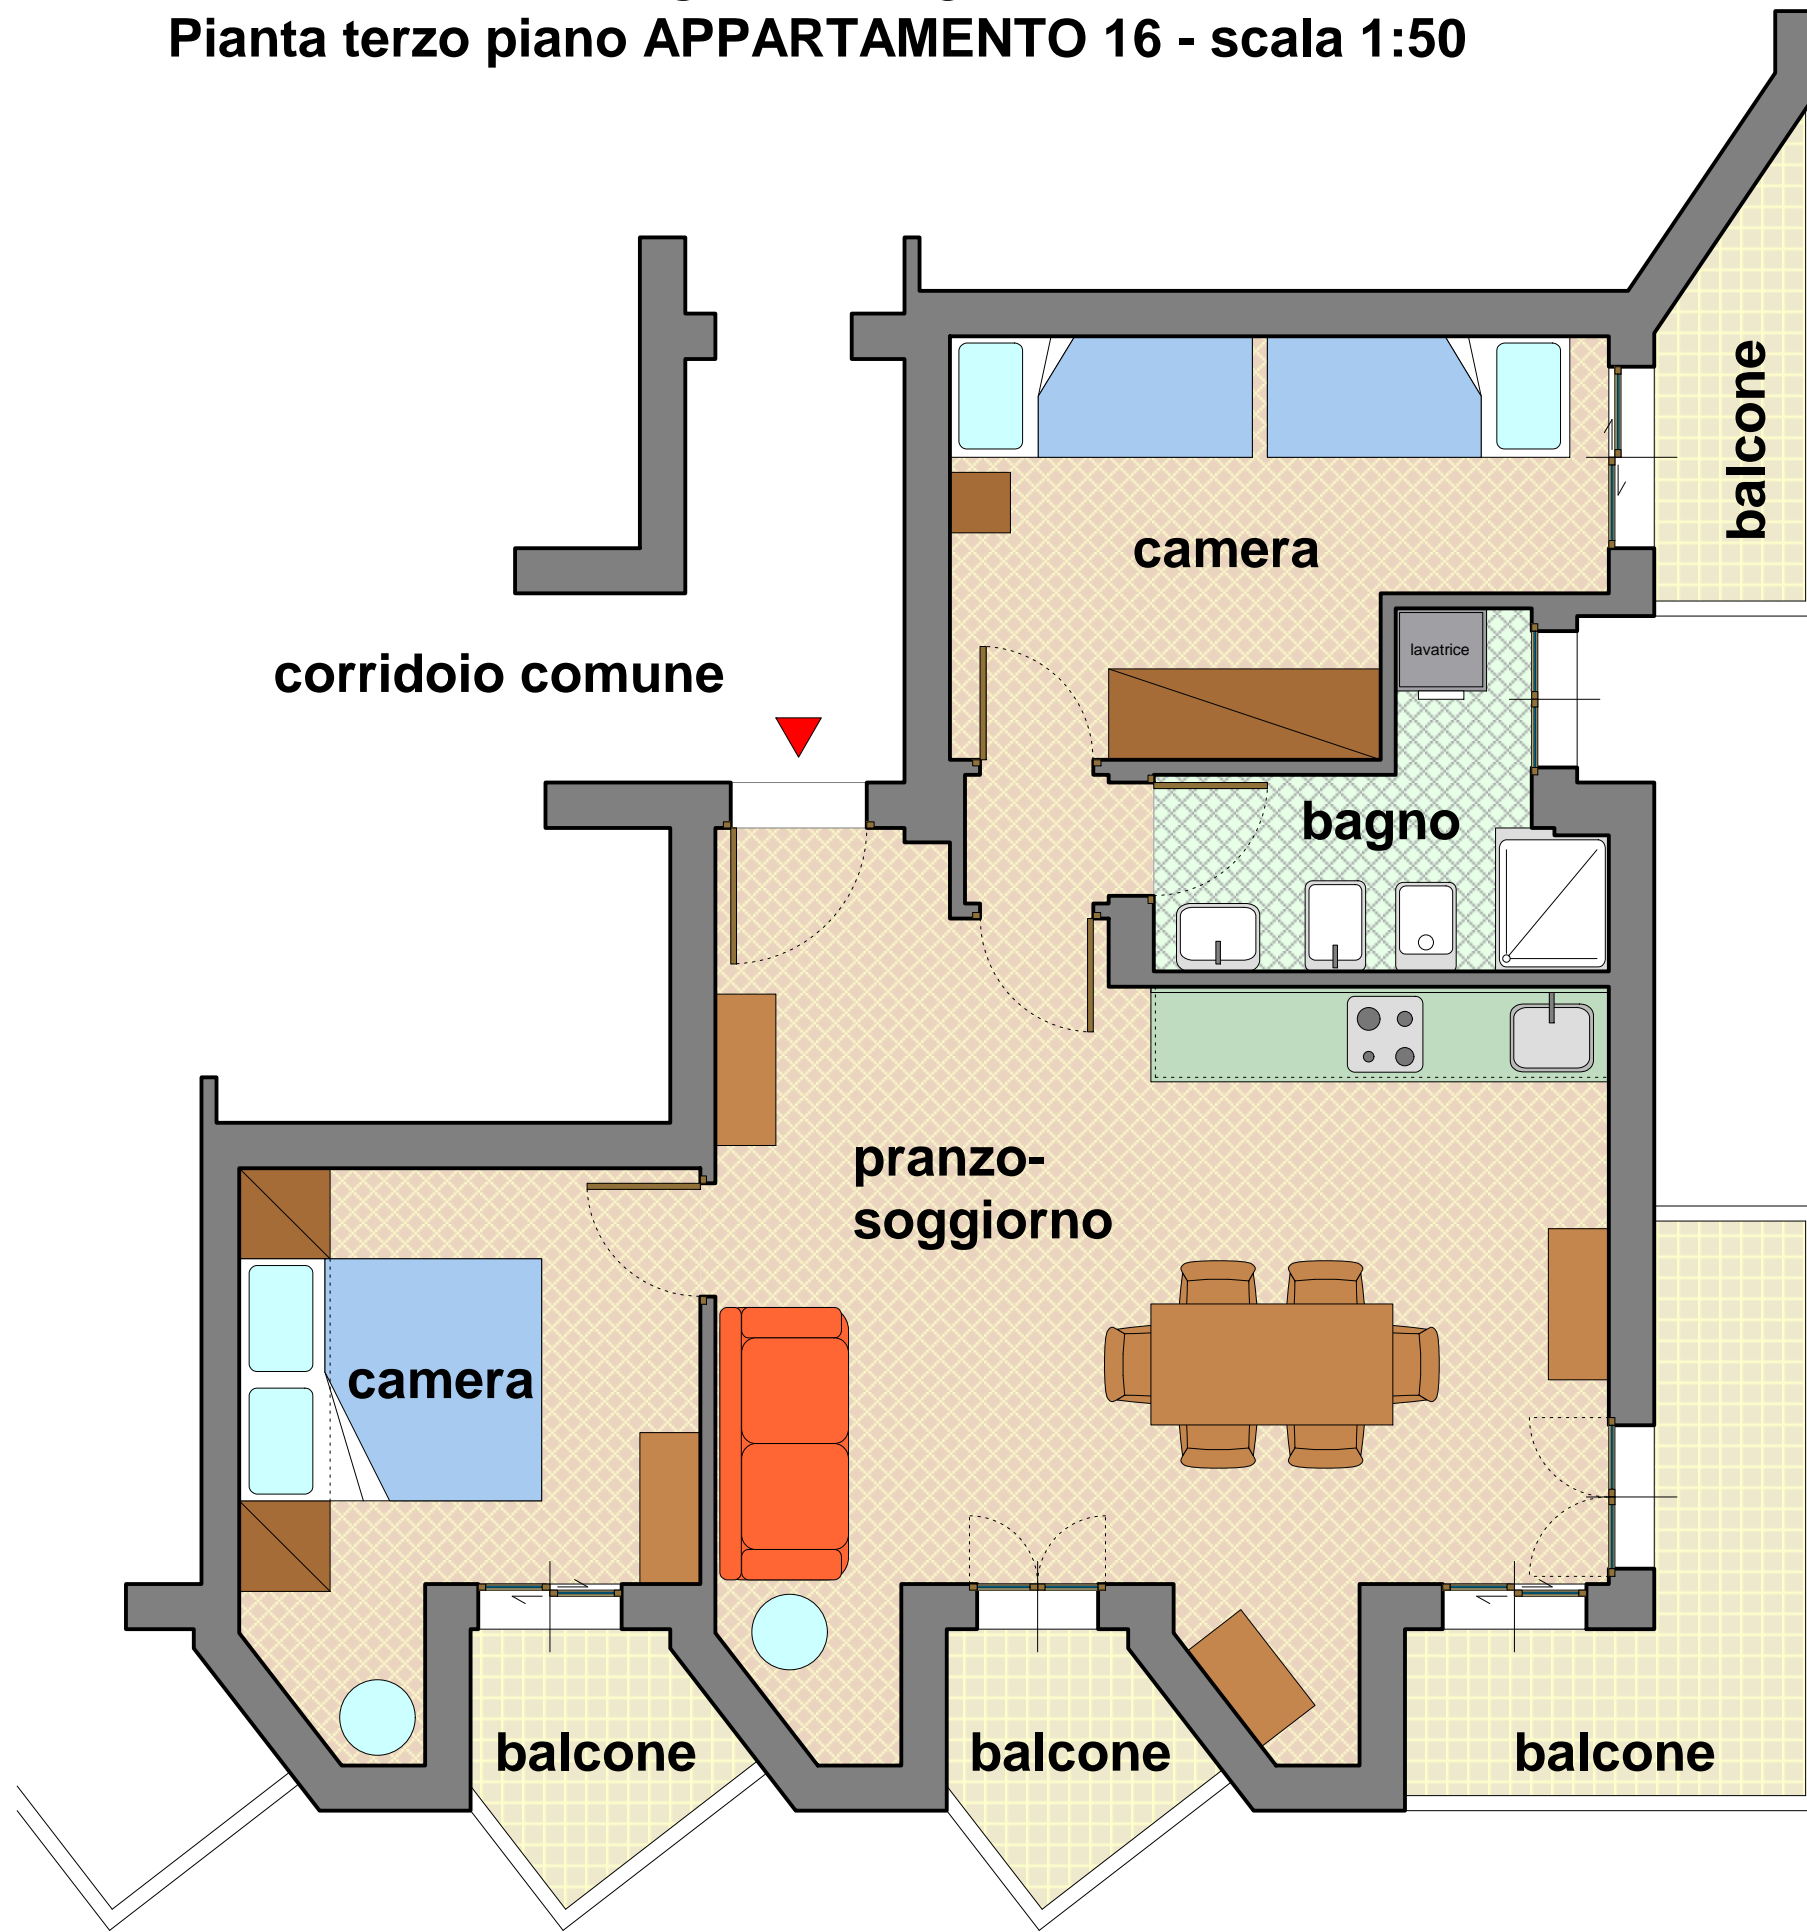 Pianta terzo piano APPARTAMENTO 16 - scala 1:50
balcone
camera
lavatrice
corridoio comune
bagno
pranzo-
soggiorno
camera
balcone
balcone
balcone